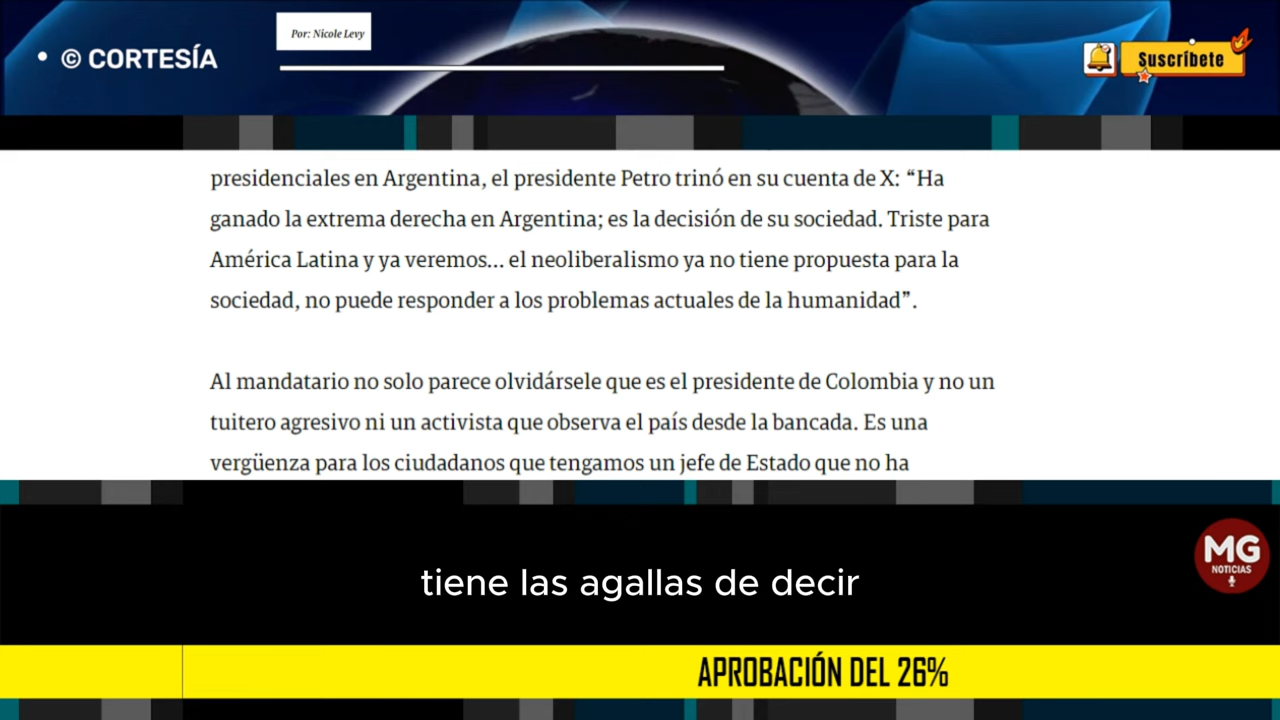 • © CORTESÍA
Por: Nicole Levy
Suscríbete
presidenciales en Argentina, el presidente Petro trinó en su cuenta de X: “Ha
ganado la extrema derecha en Argentina; es la decisión de su sociedad. Triste para
América Latina y ya veremos... el neoliberalismo ya no tiene propuesta para la
sociedad, no puede responder a los problemas actuales de la humanidad”.
Al mandatario no solo parece olvidársele que es el presidente de Colombia y no un
tuitero agresivo ni un activista que observa el país desde la bancada. Es una
vergüenza para los ciudadanos que tengamos un jefe de Estado que no ha
MG
NOTICIAS
tiene las agallas de decir
APROBACIÓN DEL 26%